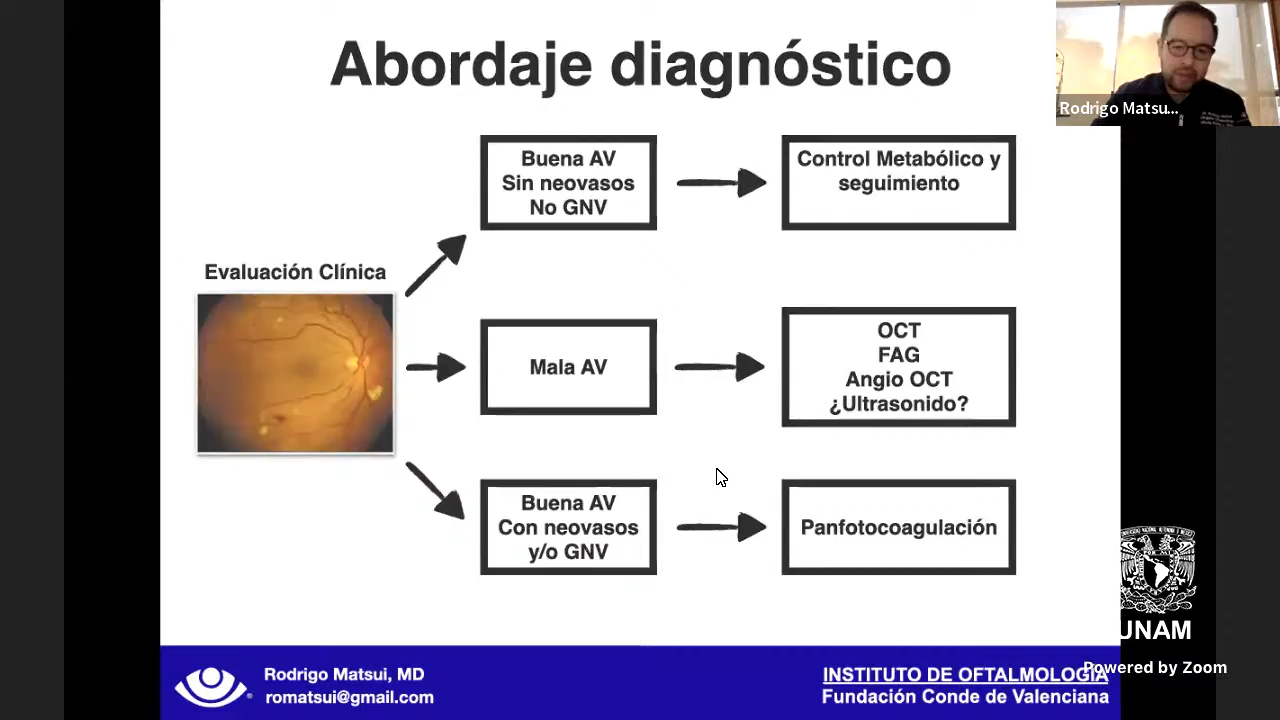 Abordaje diagnóstico
Rodrigo Matsu...
Buena AV
Sin neovasos
No GNV
Control Metabólico y
seguimiento
Evaluación Clínica
Mala AV
OCT
FAG
Angio OCT
¿Ultrasonido?
Buena AV
Con neovasos
y/o GNV
Panfotocoagulación
UNAM
Rodrigo Matsui, MD
romatsui@gmail.com
INSTITUTO DE OFTALMOLOGÍA
Fundación Conde de Valenciana
Powered by Zoom